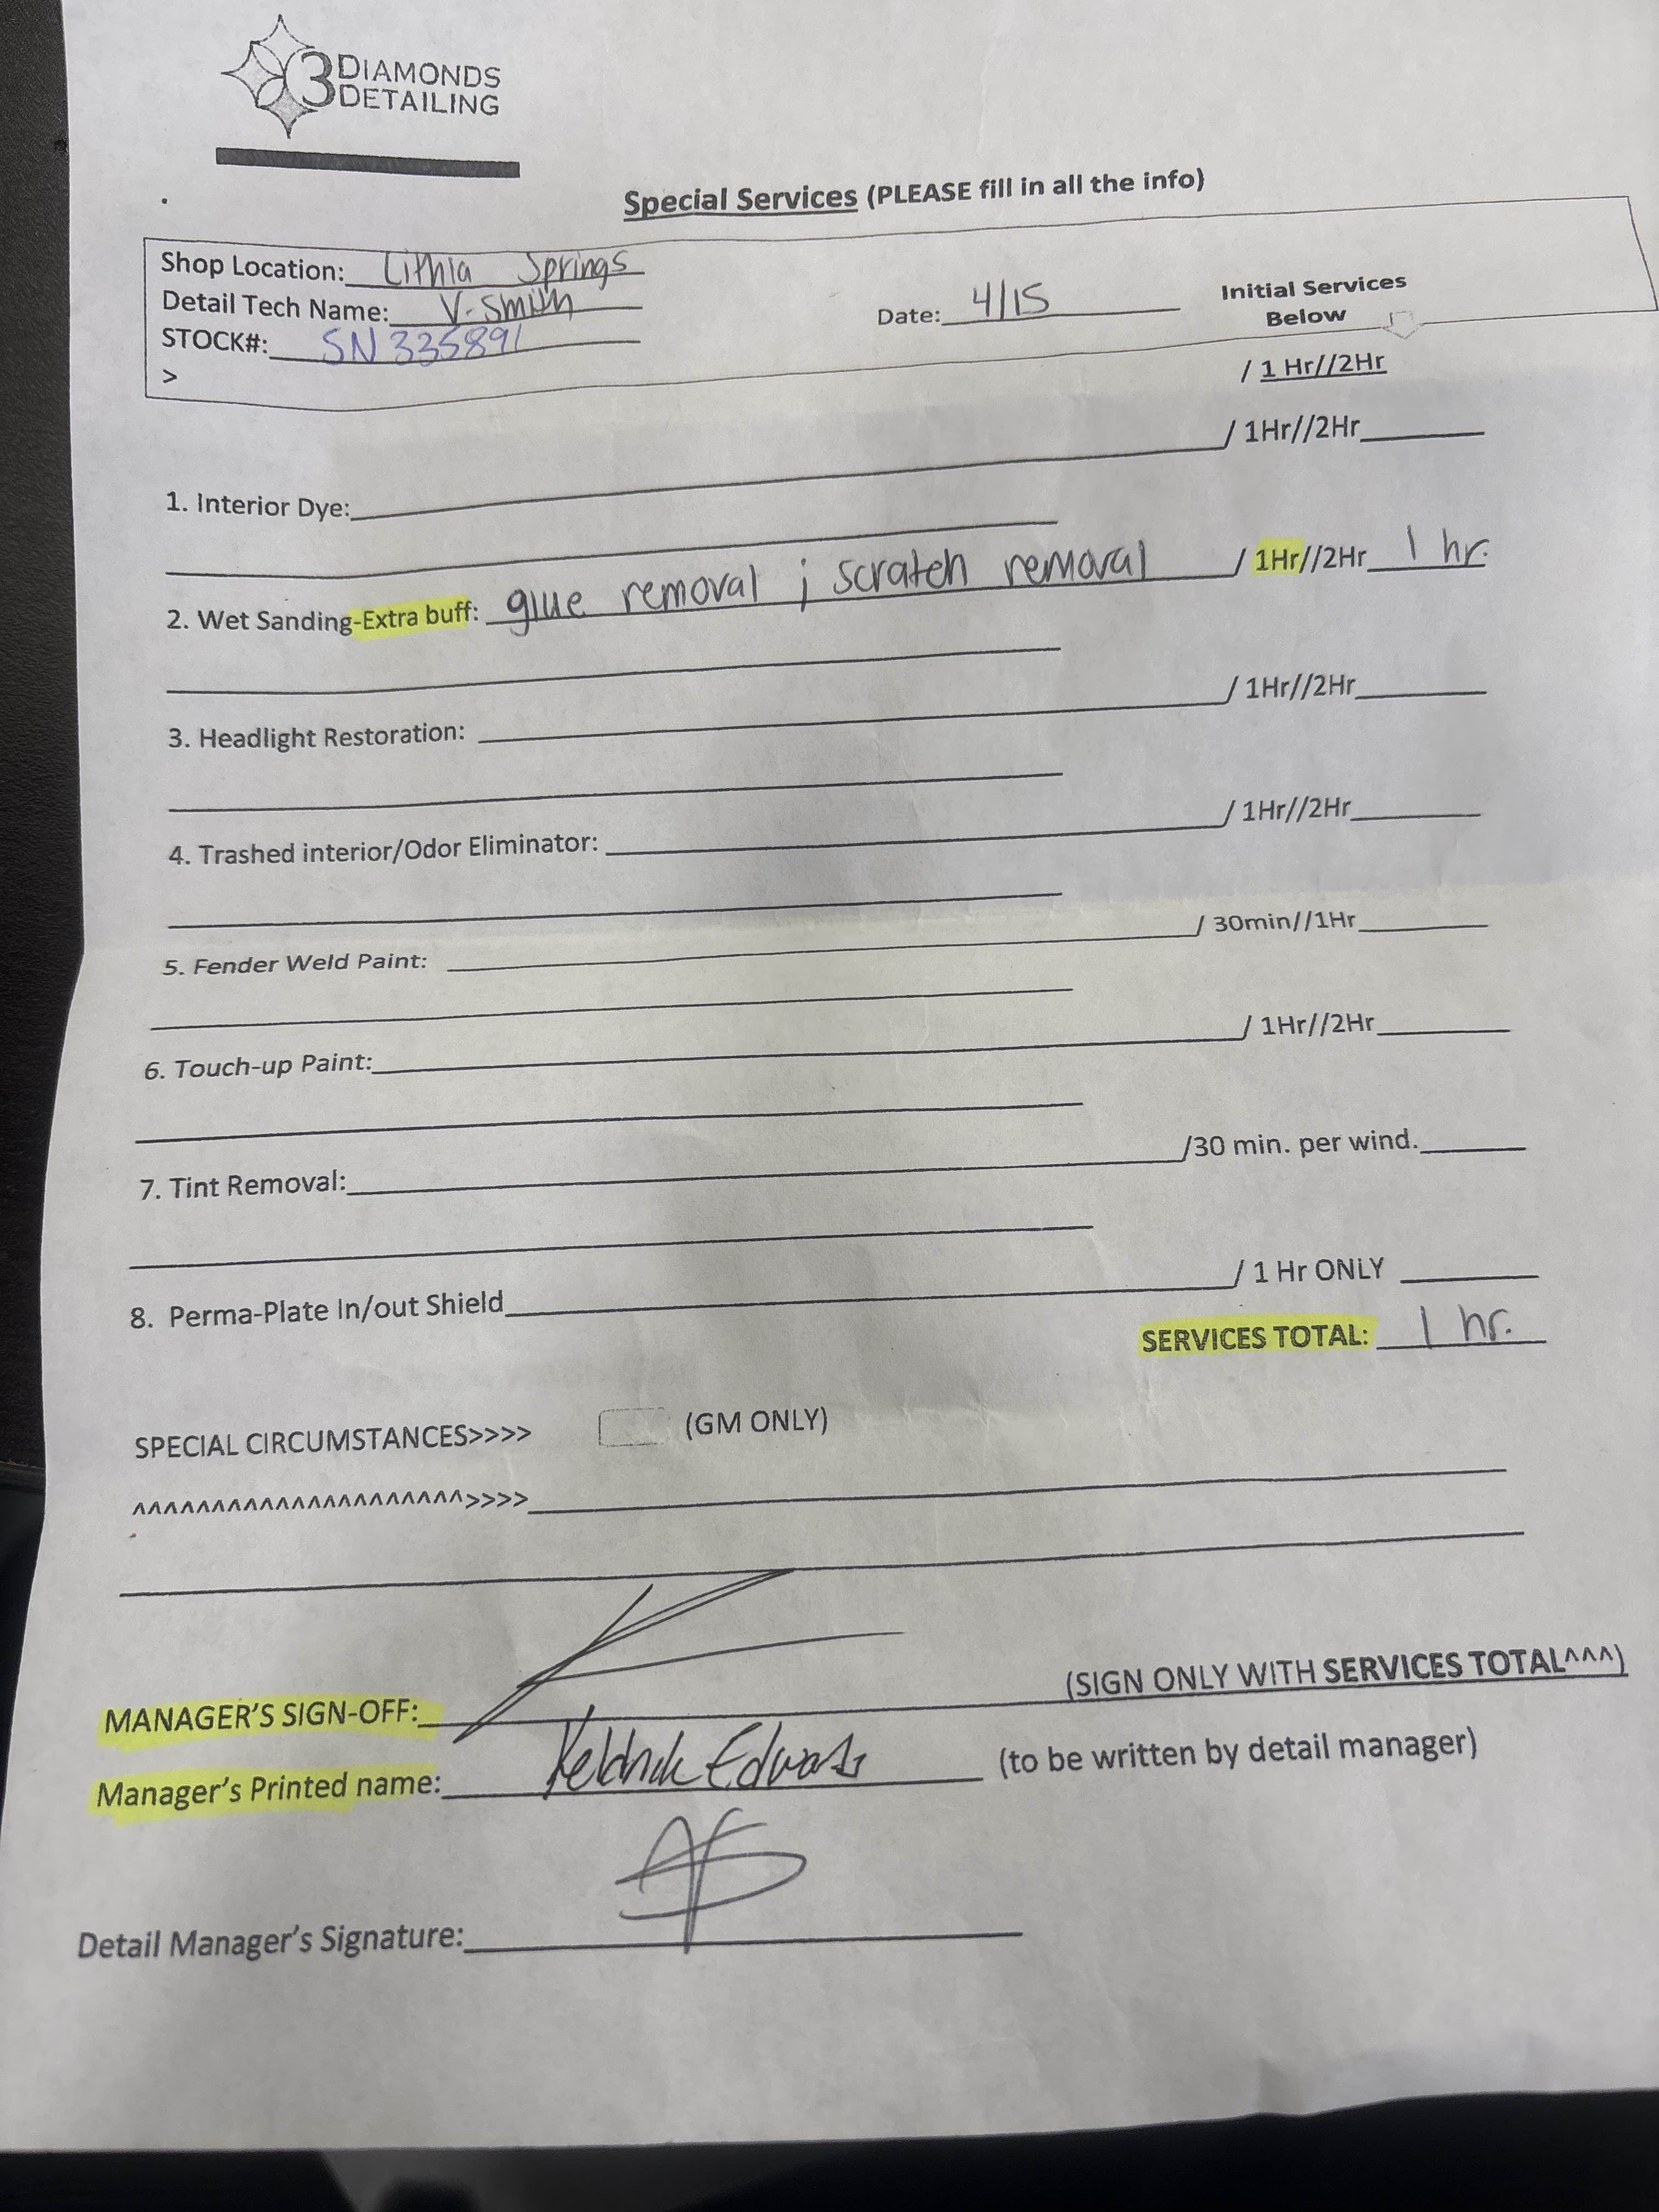 3 DIAMONDS
DETAILING
Special Services (PLEASE fill in all the info)
Shop Location: Lithia Springs
Detail Tech Name: V. Smith
Date: 4/15
Initial Services
Below
STOCK#: SN335891
>
/ 1 Hr//2Hr
/ 1Hr//2Hr
1. Interior Dye:
2. Wet Sanding-Extra buff: glue removal ; scratch removal / 1Hr//2Hr 1 hr.
3. Headlight Restoration: / 1Hr//2Hr
4. Trashed interior/Odor Eliminator: / 1Hr//2Hr
5. Fender Weld Paint: / 30min//1Hr
6. Touch-up Paint: / 1Hr//2Hr
7. Tint Removal: /30 min. per wind.
8. Perma-Plate In/out Shield / 1 Hr ONLY
SERVICES TOTAL: 1 hr.
SPECIAL CIRCUMSTANCES>>>> (GM ONLY)
^^^^^^^^^^^^^^^^^^^^^>>>>
MANAGER'S SIGN-OFF: (SIGN ONLY WITH SERVICES TOTAL^^^)
Manager's Printed name: Keldrick Edwards (to be written by detail manager)
Detail Manager's Signature: